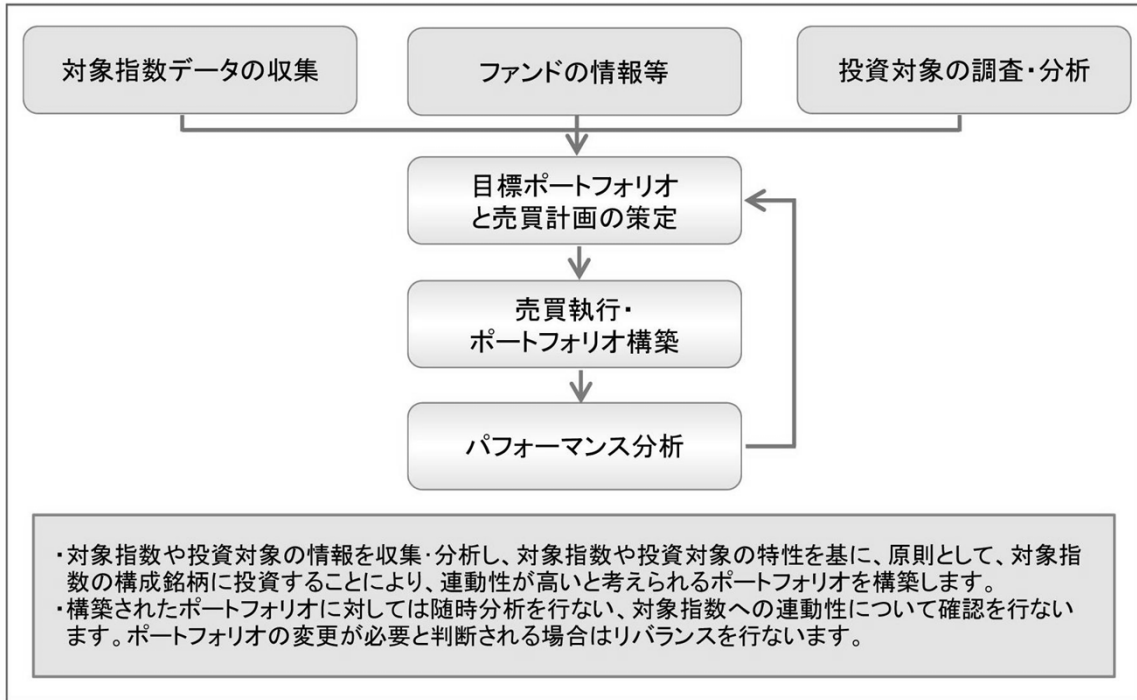 対象指数データの収集
ファンドの情報等
投資対象の調査・分析
目標ポートフォリオ
と売買計画の策定
売買執行・
ポートフォリオ構築
パフォーマンス分析
・対象指数や投資対象の情報を収集・分析し、対象指数や投資対象の特性を基に、原則として、対象指
数の構成銘柄に投資することにより、連動性が高いと考えられるポートフォリオを構築します。
・構築されたポートフォリオに対しては随時分析を行ない、対象指数への連動性について確認を行ない
ます。ポートフォリオの変更が必要と判断される場合はリバランスを行ないます。